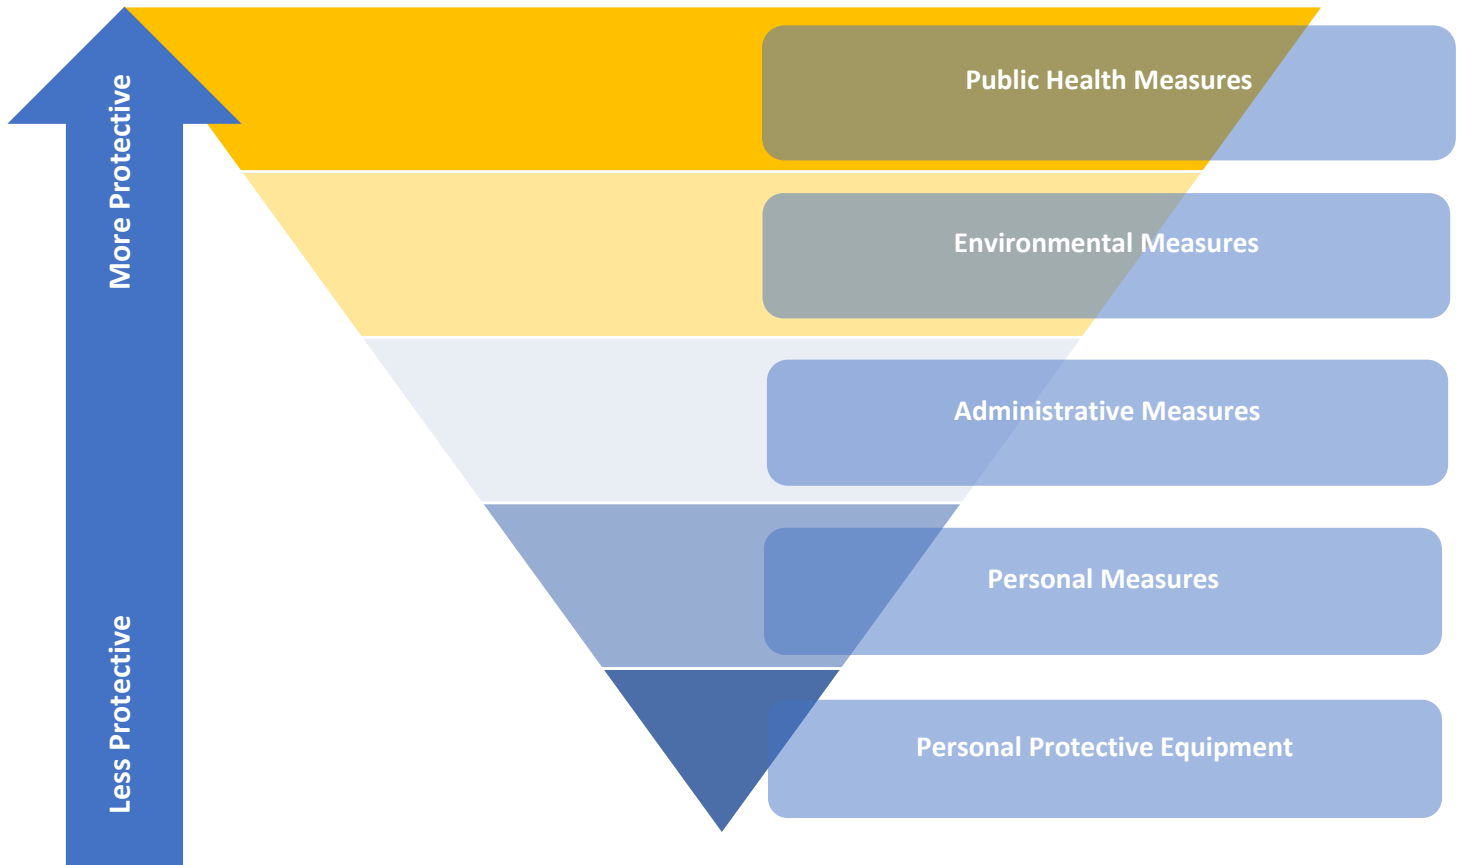 More Protective
Less Protective
Public Health Measures
Environmental Measures
Administrative Measures
Personal Measures
Personal Protective Equipment